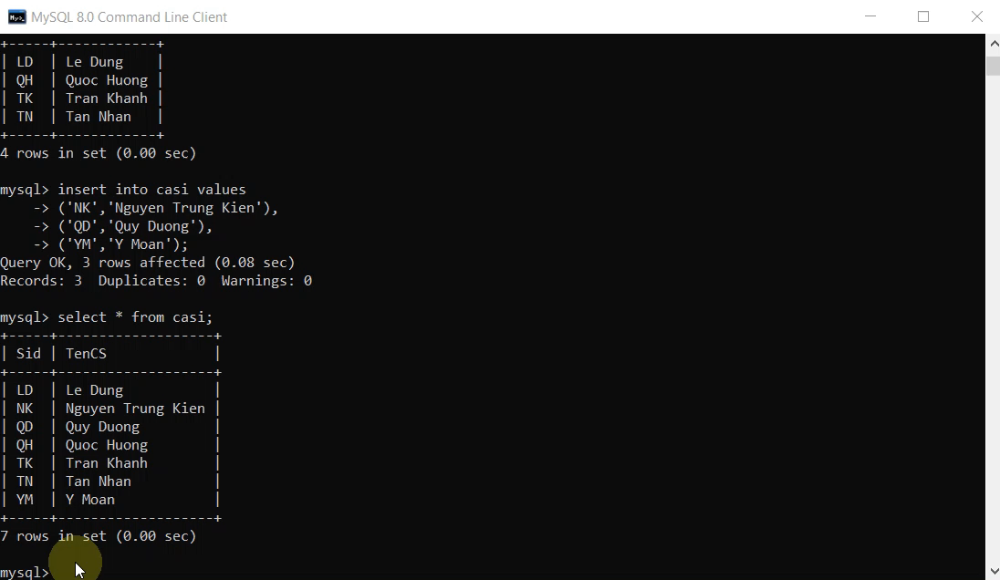 MySQL 8.0 Command Line Client
+-----+------------+
| LD  | Le Dung    |
| QH  | Quoc Huong |
| TK  | Tran Khanh |
| TN  | Tan Nhan   |
+-----+------------+
4 rows in set (0.00 sec)

mysql> insert into casi values
    -> ('NK','Nguyen Trung Kien'),
    -> ('QD','Quy Duong'),
    -> ('YM','Y Moan');
Query OK, 3 rows affected (0.08 sec)
Records: 3  Duplicates: 0  Warnings: 0

mysql> select * from casi;
+-----+-------------------+
| Sid | TenCS             |
+-----+-------------------+
| LD  | Le Dung           |
| NK  | Nguyen Trung Kien |
| QD  | Quy Duong         |
| QH  | Quoc Huong        |
| TK  | Tran Khanh        |
| TN  | Tan Nhan          |
| YM  | Y Moan            |
+-----+-------------------+
7 rows in set (0.00 sec)

mysql>